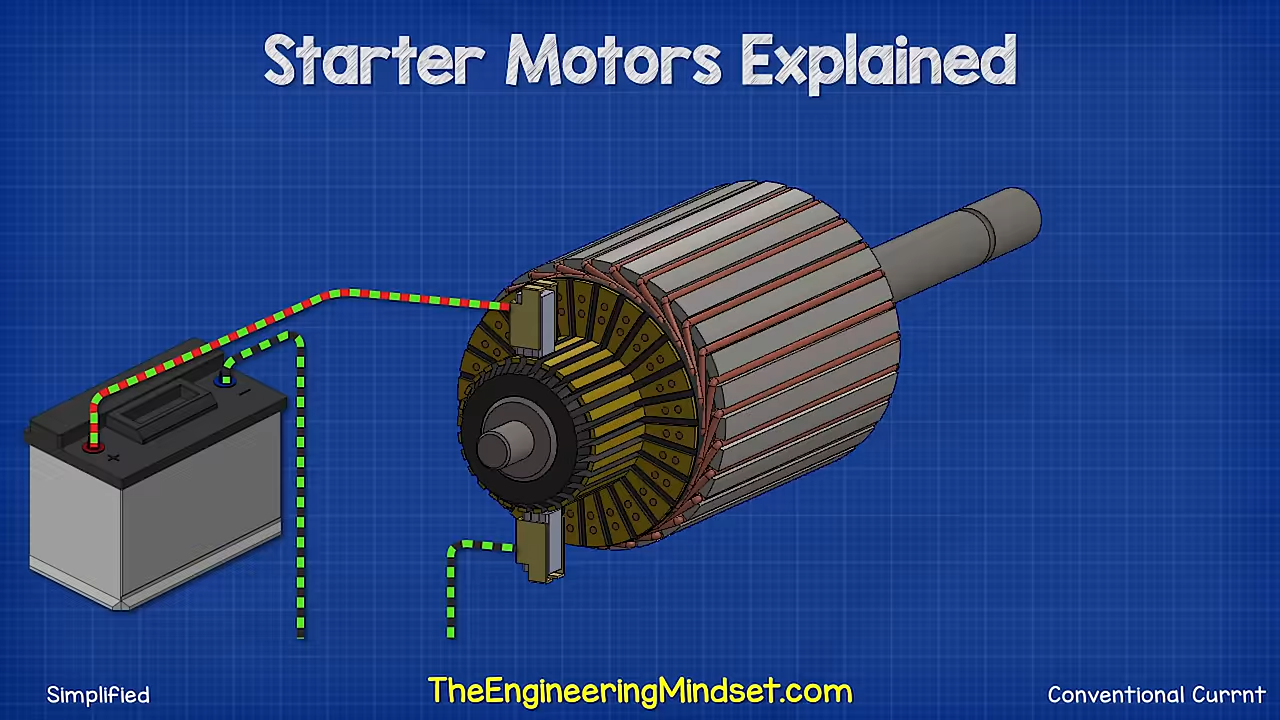 Starter Motors Explained
+
-
Simplified
TheEngineeringMindset.com
Conventional Currnt